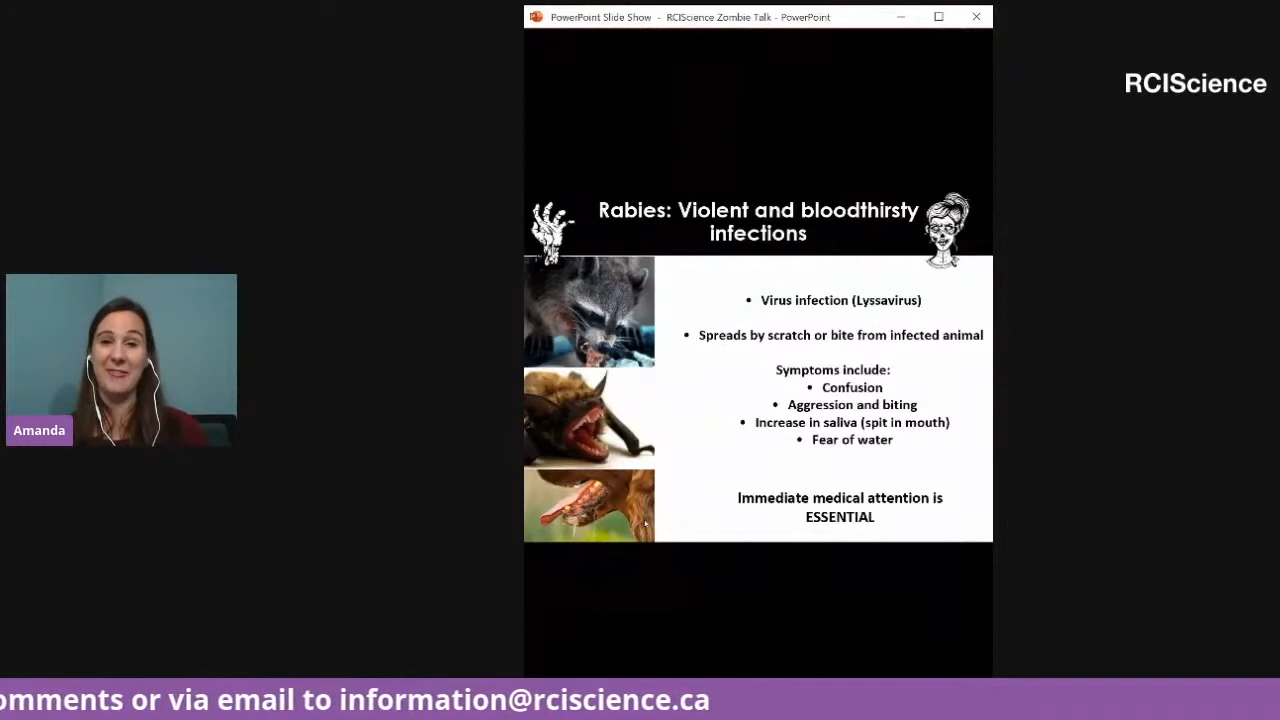 PowerPoint Slide Show - RCIScience Zombie Talk - PowerPoint
RCIScience
Rabies: Violent and bloodthirsty
infections
• Virus infection (Lyssavirus)
• Spreads by scratch or bite from infected animal
Symptoms include:
• Confusion
• Aggression and biting
• Increase in saliva (spit in mouth)
• Fear of water
Immediate medical attention is
ESSENTIAL
Amanda
omments or via email to information@rciscience.ca